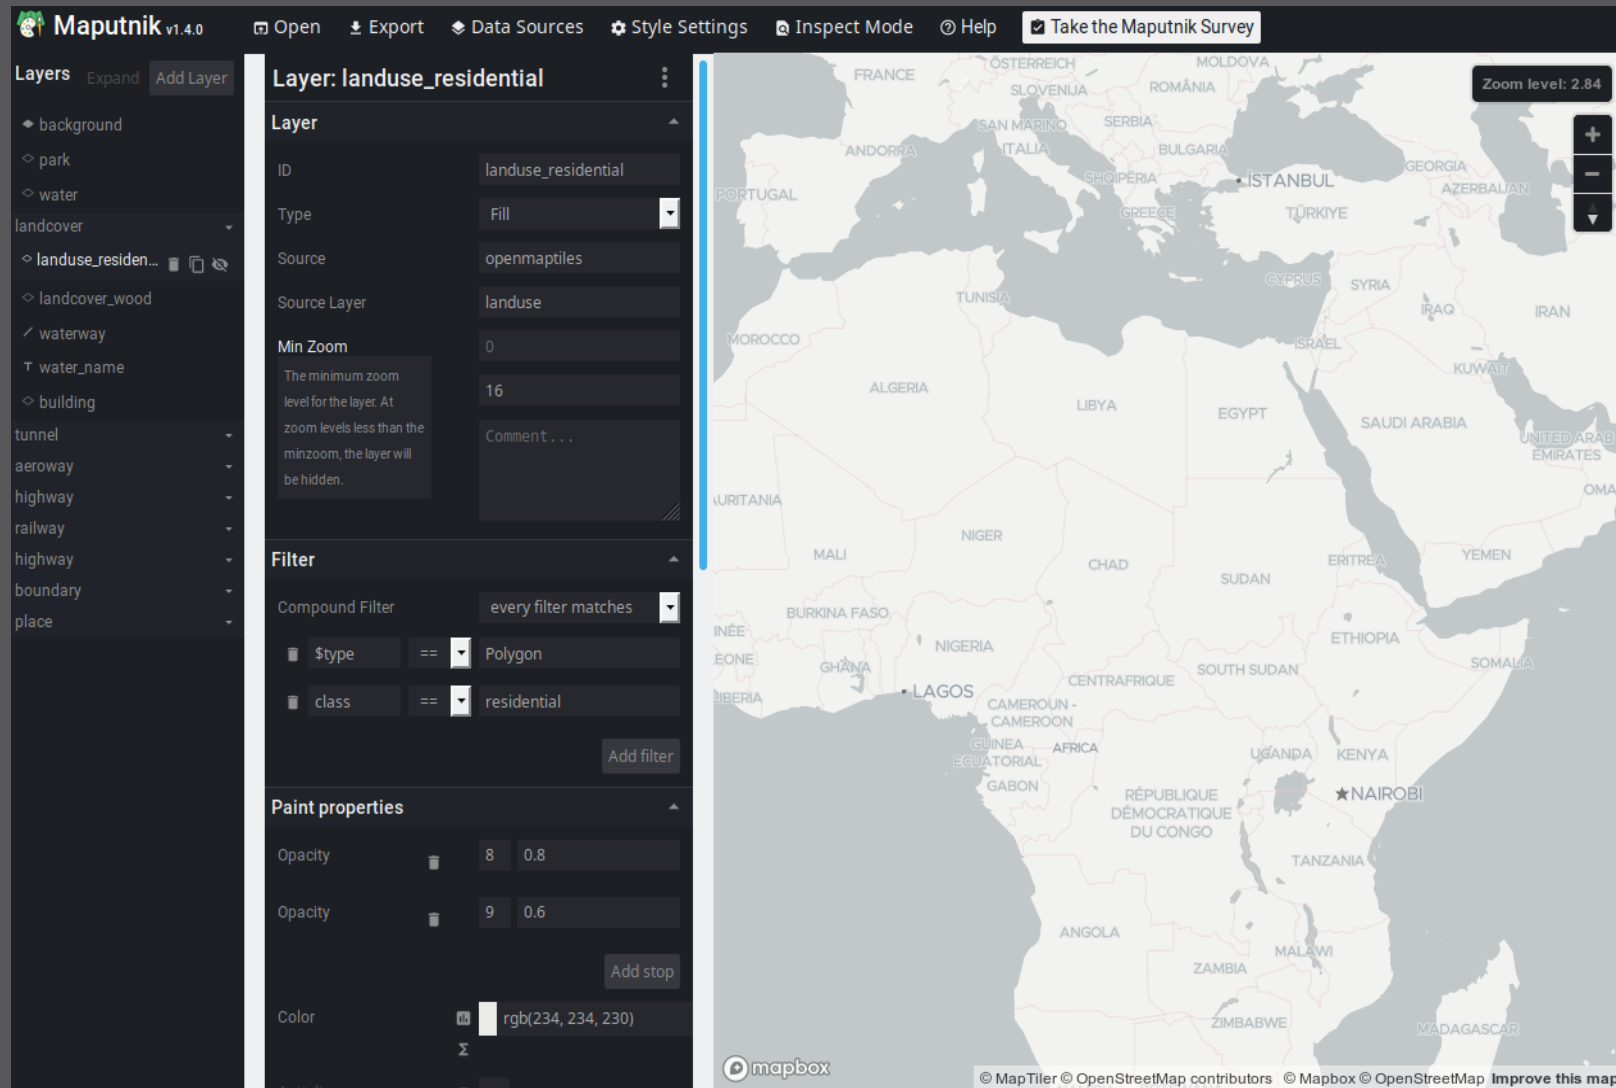 Maputnik v1.4.0
Open
Export
Data Sources
Style Settings
Inspect Mode
Help
Take the Maputnik Survey
Layers
Expand
Add Layer
background
park
water
landcover
landuse_residen...
landcover_wood
waterway
water_name
building
tunnel
aeroway
highway
railway
highway
boundary
place
Layer: landuse_residential
Layer
ID
landuse_residential
Type
Fill
Source
openmaptiles
Source Layer
landuse
Min Zoom
0
The minimum zoom
level for the layer. At
zoom levels less than the
minzoom, the layer will
be hidden.
16
Comment...
Filter
Compound Filter
every filter matches
$type
==
Polygon
class
==
residential
Add filter
Paint properties
Opacity
8
0.8
Opacity
9
0.6
Add stop
Color
rgb(234, 234, 230)
Zoom level: 2.84
FRANCE
ÖSTERREICH
MOLDOVA
SLOVENIJA
ROMÂNIA
SAN MARINO
SERBIA
ANDORRA
ITALIA
BULGARIA
GEORGIA
SHQIPËRIA
İSTANBUL
AZERBAIJAN
PORTUGAL
GREECE
TÜRKIYE
CYPRUS
SYRIA
TUNISIA
IRAQ
IRAN
MOROCCO
ISRAEL
KUWAIT
ALGERIA
LIBYA
EGYPT
SAUDI ARABIA
UNITED ARAB
EMIRATES
OMA
URITANIA
NIGER
MALI
CHAD
SUDAN
ERITREA
YEMEN
BURKINA FASO
INÉE
NIGERIA
ETHIOPIA
EONE
GHANA
SOUTH SUDAN
SOMALIA
CENTRAFRIQUE
IBERIA
LAGOS
CAMEROUN -
CAMEROON
GUINEA
ECUATORIAL
AFRICA
UGANDA
KENYA
GABON
RÉPUBLIQUE
DÉMOCRATIQUE
DU CONGO
NAIROBI
TANZANIA
ANGOLA
MALAWI
ZAMBIA
ZIMBABWE
MADAGASCAR
mapbox
© MapTiler © OpenStreetMap contributors © Mapbox © OpenStreetMap Improve this map